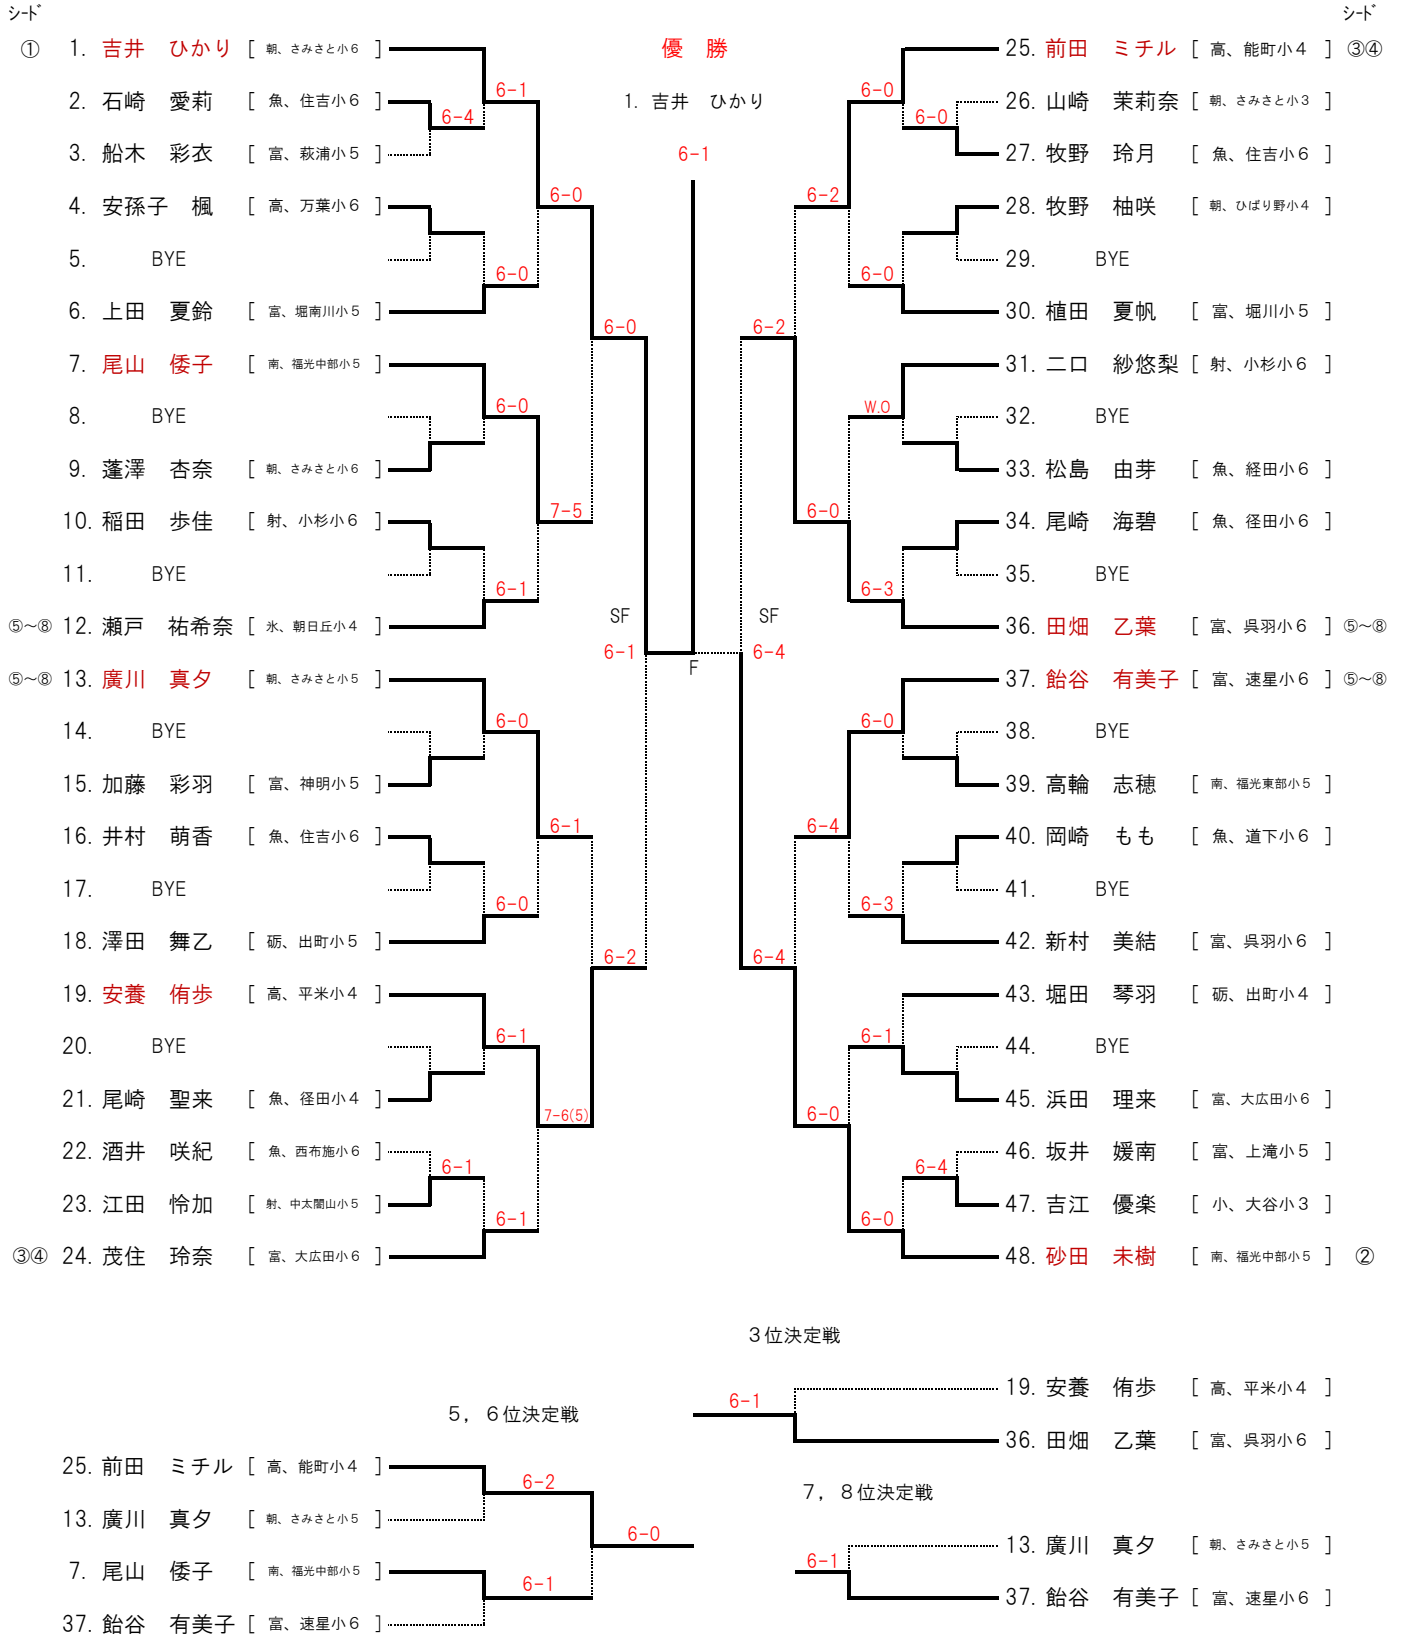 シード シード
① 1. 吉井 ひかり [ 朝、さみさと小6 ] 優 勝 25. 前田 ミチル [ 高、能町小4 ] ③④
6-1 6-0
2. 石崎 愛莉 [ 魚、住吉小6 ] 1. 吉井 ひかり 26. 山崎 茉莉奈 [ 朝、さみさと小3 ]
6-4 6-0
3. 船木 彩衣 [ 富、萩浦小5 ] 6-1 27. 牧野 玲月 [ 魚、住吉小6 ]
6-0 6-2
4. 安孫子 楓 [ 高、万葉小6 ] 28. 牧野 柚咲 [ 朝、ひばり野小4 ]
5. BYE 29. BYE
6-0 6-0
6. 上田 夏鈴 [ 富、堀南川小5 ] 30. 植田 夏帆 [ 富、堀川小5 ]
6-0 6-2
7. 尾山 倭子 [ 南、福光中部小5 ] 31. 二口 紗悠梨 [ 射、小杉小6 ]
6-0 W.O
8. BYE 32. BYE
9. 蓬澤 杏奈 [ 朝、さみさと小6 ] 33. 松島 由芽 [ 魚、経田小6 ]
7-5 6-0
10. 稲田 歩佳 [ 射、小杉小6 ] 34. 尾崎 海碧 [ 魚、径田小6 ]
11. BYE 35. BYE
6-1 6-3
SF SF
⑤～⑧ 12. 瀬戸 祐希奈 [ 氷、朝日丘小4 ] 36. 田畑 乙葉 [ 富、呉羽小6 ] ⑤～⑧
6-1 F 6-4
⑤～⑧ 13. 廣川 真夕 [ 朝、さみさと小5 ] 37. 飴谷 有美子 [ 富、速星小6 ] ⑤～⑧
6-0 6-0
14. BYE 38. BYE
15. 加藤 彩羽 [ 富、神明小5 ] 39. 高輪 志穂 [ 南、福光東部小5 ]
6-1 6-4
16. 井村 萌香 [ 魚、住吉小6 ] 40. 岡崎 もも [ 魚、道下小6 ]
17. BYE 41. BYE
6-0 6-3
18. 澤田 舞乙 [ 砺、出町小5 ] 42. 新村 美結 [ 富、呉羽小6 ]
6-2 6-4
19. 安養 侑歩 [ 高、平米小4 ] 43. 堀田 琴羽 [ 砺、出町小4 ]
6-1 6-1
20. BYE 44. BYE
21. 尾崎 聖来 [ 魚、径田小4 ] 45. 浜田 理来 [ 富、大広田小6 ]
7-6(5) 6-0
22. 酒井 咲紀 [ 魚、西布施小6 ] 46. 坂井 媛南 [ 富、上滝小5 ]
6-1 6-4
23. 江田 怜加 [ 射、中太閤山小5 ] 47. 吉江 優楽 [ 小、大谷小3 ]
6-1 6-0
③④ 24. 茂住 玲奈 [ 富、大広田小6 ] 48. 砂田 未樹 [ 南、福光中部小5 ] ②
3位決定戦
19. 安養 侑歩 [ 高、平米小4 ]
6-1
36. 田畑 乙葉 [ 富、呉羽小6 ]
5，6位決定戦
25. 前田 ミチル [ 高、能町小4 ]
6-2
13. 廣川 真夕 [ 朝、さみさと小5 ]
6-0
7. 尾山 倭子 [ 南、福光中部小5 ]
6-1
37. 飴谷 有美子 [ 富、速星小6 ]
7，8位決定戦
13. 廣川 真夕 [ 朝、さみさと小5 ]
6-1
37. 飴谷 有美子 [ 富、速星小6 ]